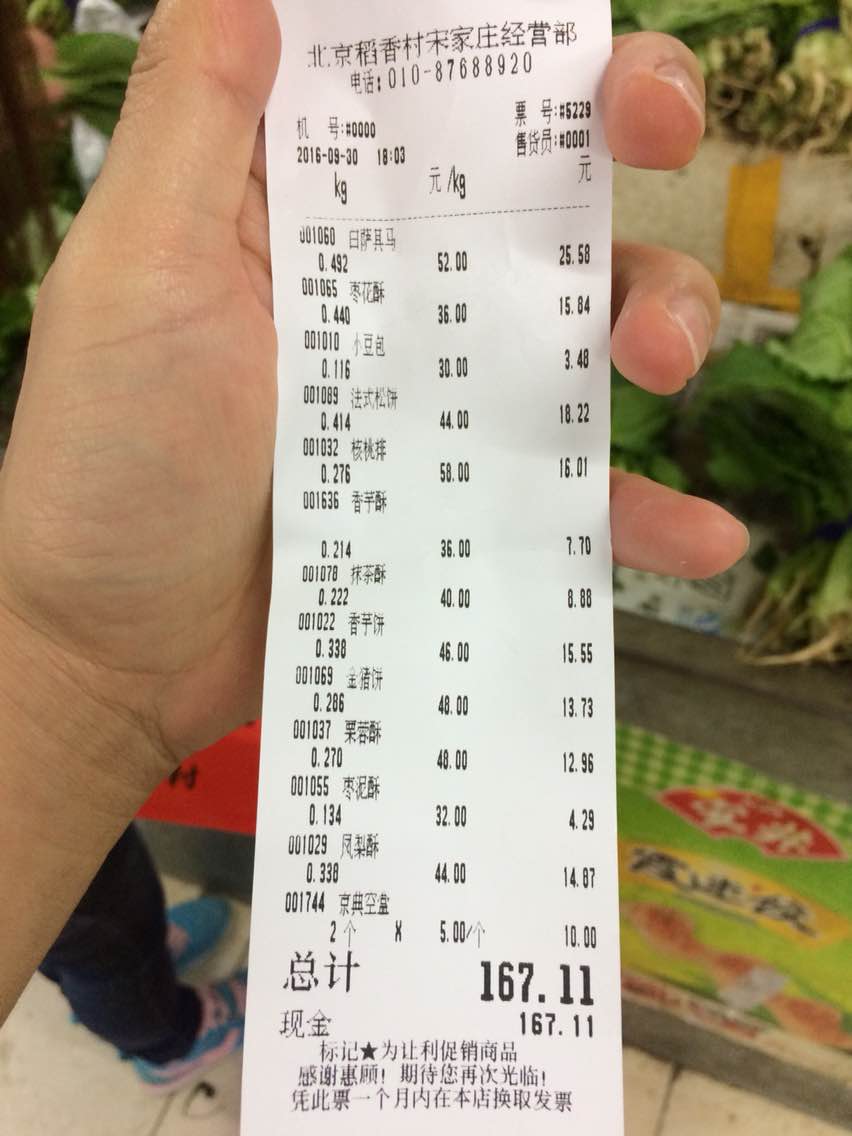 北京稻香村宋家庄经营部
电话:010-87688920
机 号:#0000 票 号:#5229
2016-09-30 18:03 售货员:#0001
kg 元/kg 元
001060 白萨其马
0.492 52.00 25.58
001065 枣花酥
0.440 36.00 15.84
001010 小豆包
0.116 30.00 3.48
001089 法式松饼
0.414 44.00 18.22
001032 核桃排
0.276 58.00 16.01
001636 香芋酥
0.214 36.00 7.70
001078 抹茶酥
0.222 40.00 8.88
001022 香芋饼
0.338 46.00 15.55
001069 金猪饼
0.286 48.00 13.73
001037 栗蓉酥
0.270 48.00 12.96
001055 枣泥酥
0.134 32.00 4.29
001029 凤梨酥
0.338 44.00 14.87
001744 京典空盒
2个 X 5.00/个 10.00
总计 167.11
现金 167.11
标记★为让利促销商品
感谢惠顾! 期待您再次光临!
凭此票一个月内在本店换取发票
村